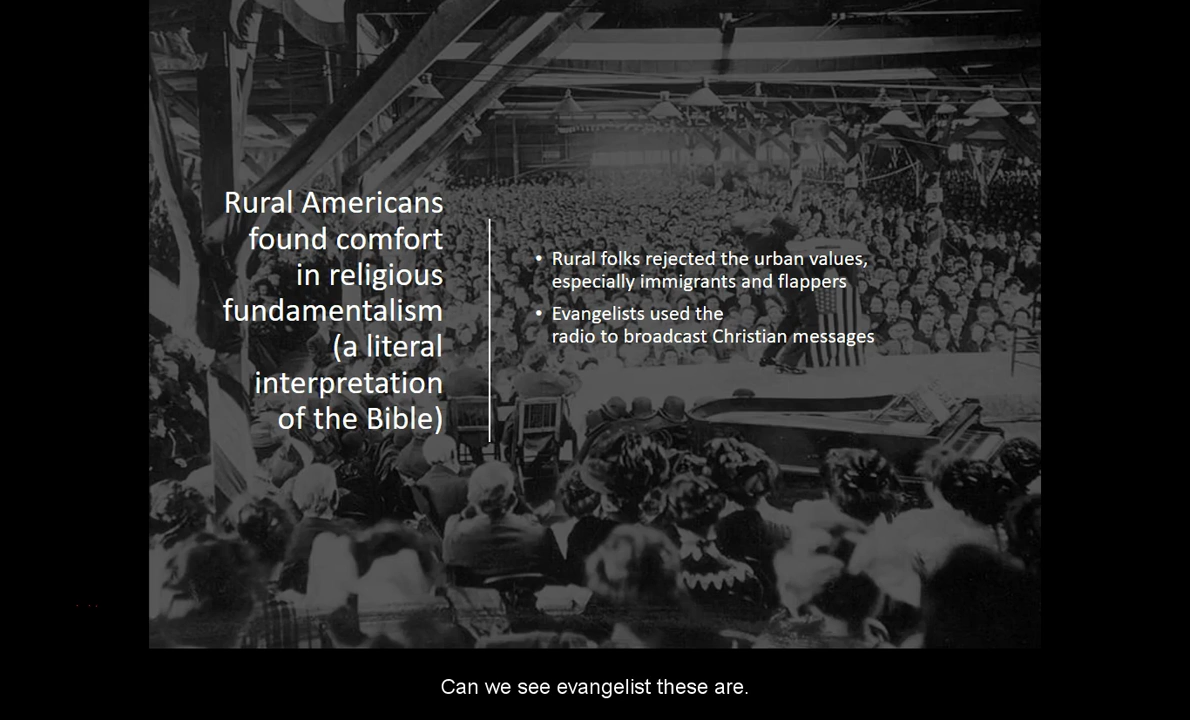 Rural Americans
found comfort
in religious
fundamentalism
(a literal
interpretation
of the Bible)
• Rural folks rejected the urban values,
especially immigrants and flappers
• Evangelists used the
radio to broadcast Christian messages
Can we see evangelist these are.